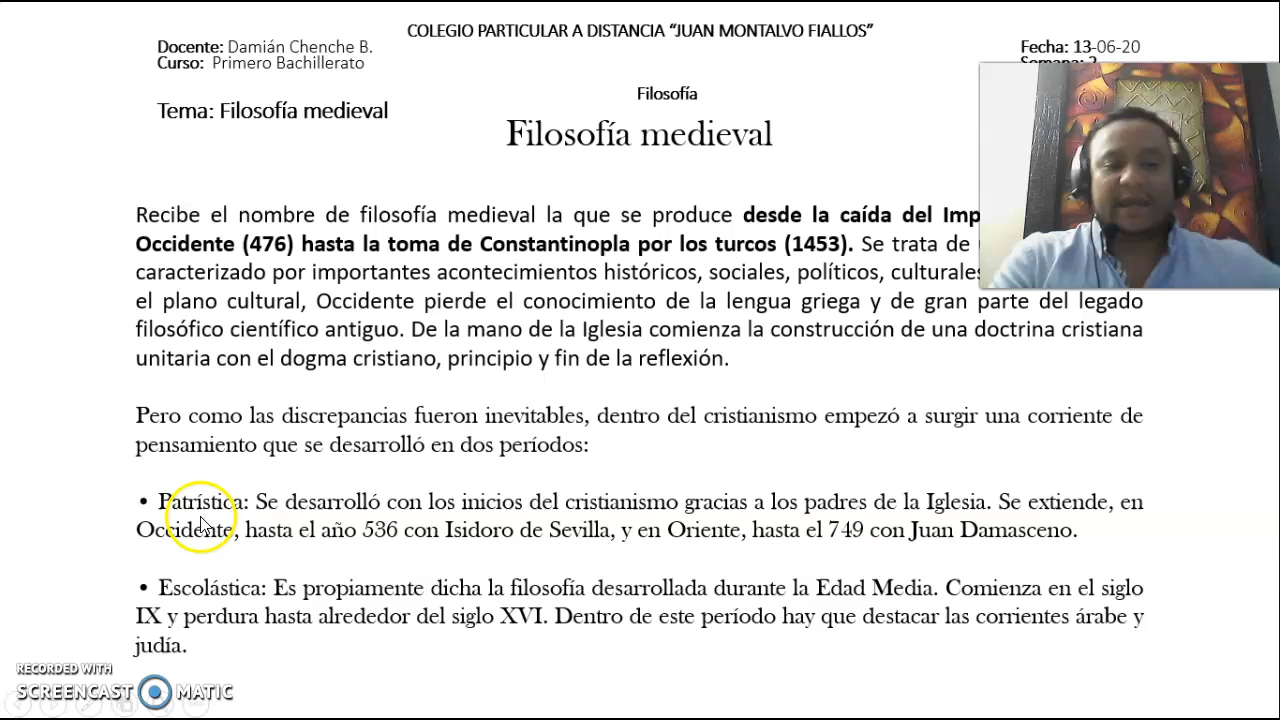 COLEGIO PARTICULAR A DISTANCIA “JUAN MONTALVO FIALLOS”
Docente: Damián Chenche B.
Fecha: 13-06-20
Curso: Primero Bachillerato
Semana: 2
Filosofía
Tema: Filosofía medieval
Filosofía medieval
Recibe el nombre de filosofía medieval la que se produce desde la caída del
Occidente (476) hasta la toma de Constantinopla por los turcos (1453). Se trata de
caracterizado por importantes acontecimientos históricos, sociales, políticos,
el plano cultural, Occidente pierde el conocimiento de la lengua griega y de gran parte del legado
filosófico científico antiguo. De la mano de la Iglesia comienza la construcción de una doctrina cristiana
unitaria con el dogma cristiano, principio y fin de la reflexión.
Pero como las discrepancias fueron inevitables, dentro del cristianismo empezó a surgir una corriente de
pensamiento que se desarrolló en dos períodos:
• Patrística: Se desarrolló con los inicios del cristianismo gracias a los padres de la Iglesia. Se extiende, en
Occidente, hasta el año 536 con Isidoro de Sevilla, y en Oriente, hasta el 749 con Juan Damasceno.
• Escolástica: Es propiamente dicha la filosofía desarrollada durante la Edad Media. Comienza en el siglo
IX y perdura hasta alrededor del siglo XVI. Dentro de este período hay que destacar las corrientes árabe y
judía.
RECORDED WITH
SCREENCAST MATIC